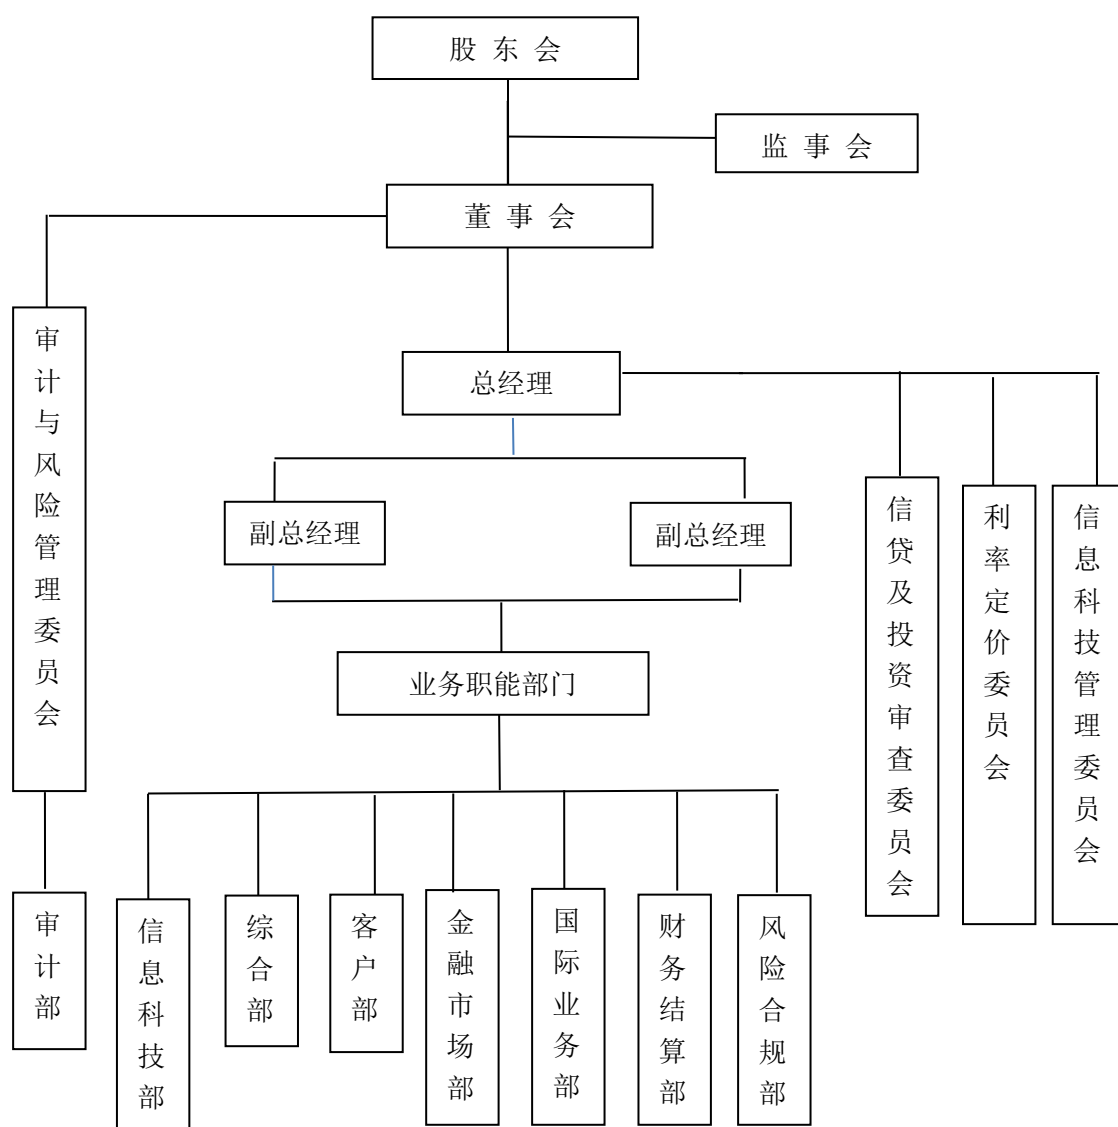 股 东 会
监 事 会
董 事 会
审计与风险管理委员会
总经理
副总经理
副总经理
信贷及投资审查委员会
利率定价委员会
信息科技管理委员会
业务职能部门
审计部
信息科技部
综合部
客户部
金融市场部
国际业务部
财务结算部
风险合规部